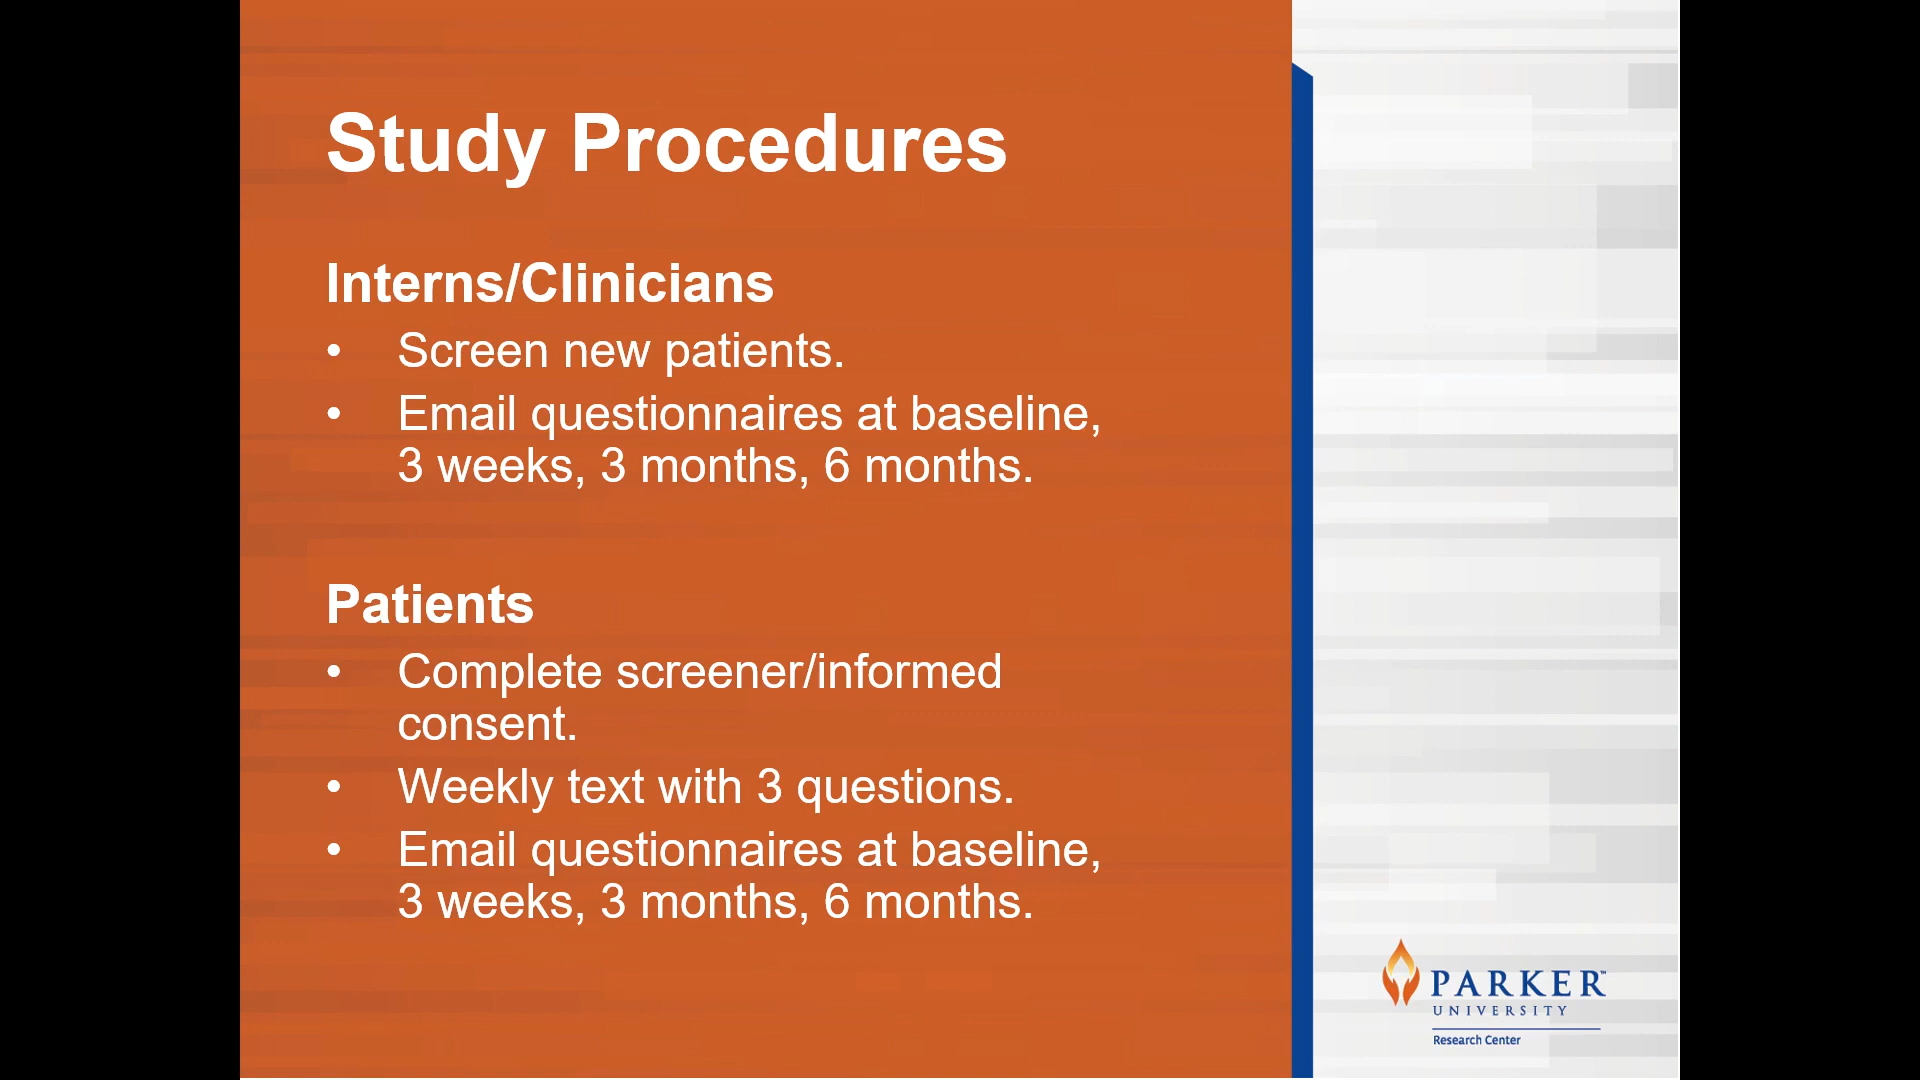 Study Procedures
Interns/Clinicians
• Screen new patients.
• Email questionnaires at baseline,
3 weeks, 3 months, 6 months.
Patients
• Complete screener/informed
consent.
• Weekly text with 3 questions.
• Email questionnaires at baseline,
3 weeks, 3 months, 6 months.
PARKER™
UNIVERSITY
Research Center